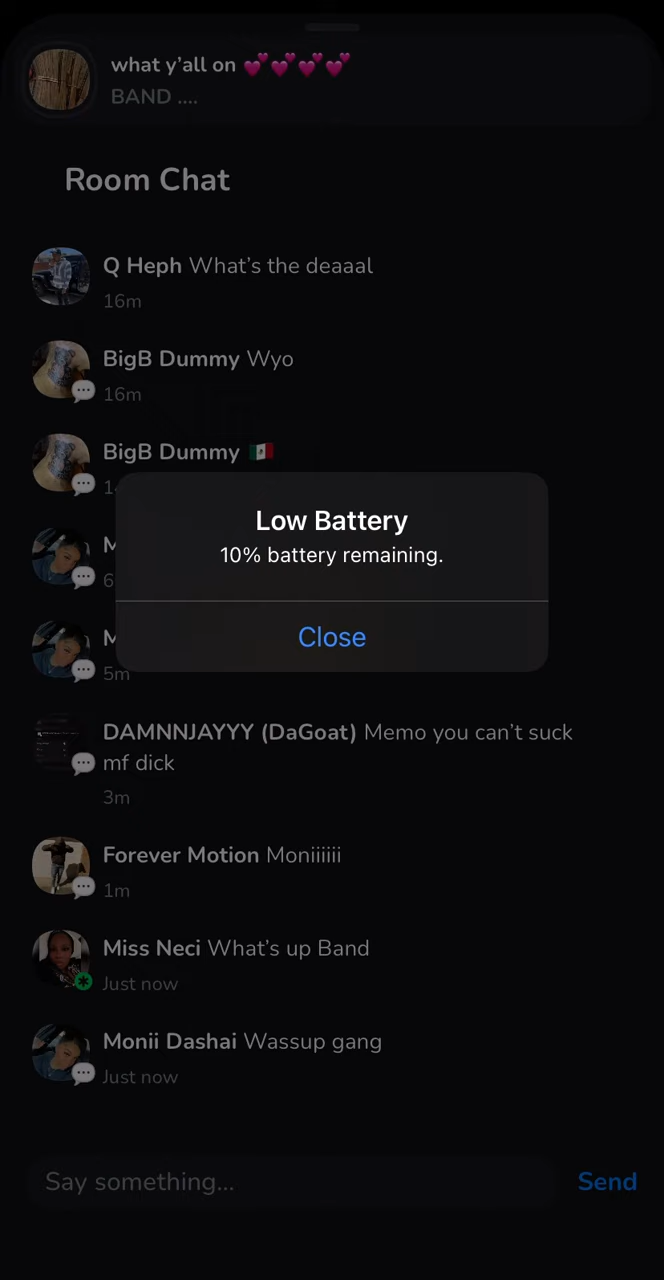 what y’all on 💕💕💕💕
BAND ....
Room Chat
Q Heph What’s the deaaal
16m
BigB Dummy Wyo
16m
BigB Dummy 🇲🇽
M
6
M
5m
Low Battery
10% battery remaining.
Close
DAMNNJAYYY (DaGoat) Memo you can’t suck
mf dick
3m
Forever Motion Moniiiiii
1m
Miss Neci What’s up Band
Just now
Monii Dashai Wassup gang
Just now
Say something...
Send